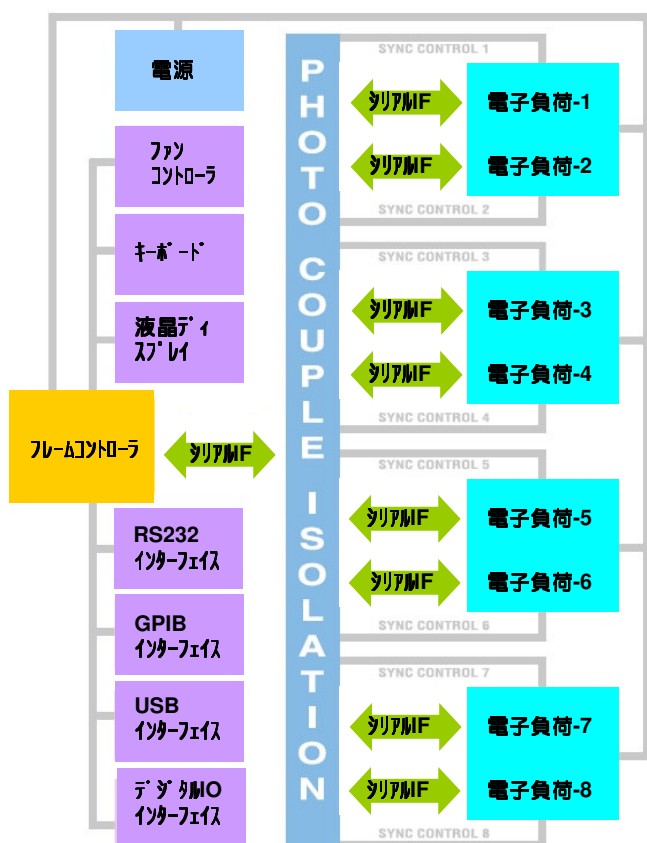 電源
ﾌｧﾝ
ｺﾝﾄﾛｰﾗ
ｷｰﾎﾞｰﾄﾞ
液晶ﾃﾞｨ
ｽﾌﾟﾚｲ
ﾌﾚｰﾑｺﾝﾄﾛｰﾗ
ｼﾘｱﾙIF
RS232
ｲﾝﾀｰﾌｪｲｽ
GPIB
ｲﾝﾀｰﾌｪｲｽ
USB
ｲﾝﾀｰﾌｪｲｽ
ﾃﾞｼﾞﾀﾙIO
ｲﾝﾀｰﾌｪｲｽ
PHOTO COUPLE ISOLATION
SYNC CONTROL 1
ｼﾘｱﾙIF
電子負荷-1
ｼﾘｱﾙIF
電子負荷-2
SYNC CONTROL 2
SYNC CONTROL 3
ｼﾘｱﾙIF
電子負荷-3
ｼﾘｱﾙIF
電子負荷-4
SYNC CONTROL 4
SYNC CONTROL 5
ｼﾘｱﾙIF
電子負荷-5
ｼﾘｱﾙIF
電子負荷-6
SYNC CONTROL 6
SYNC CONTROL 7
ｼﾘｱﾙIF
電子負荷-7
ｼﾘｱﾙIF
電子負荷-8
SYNC CONTROL 8